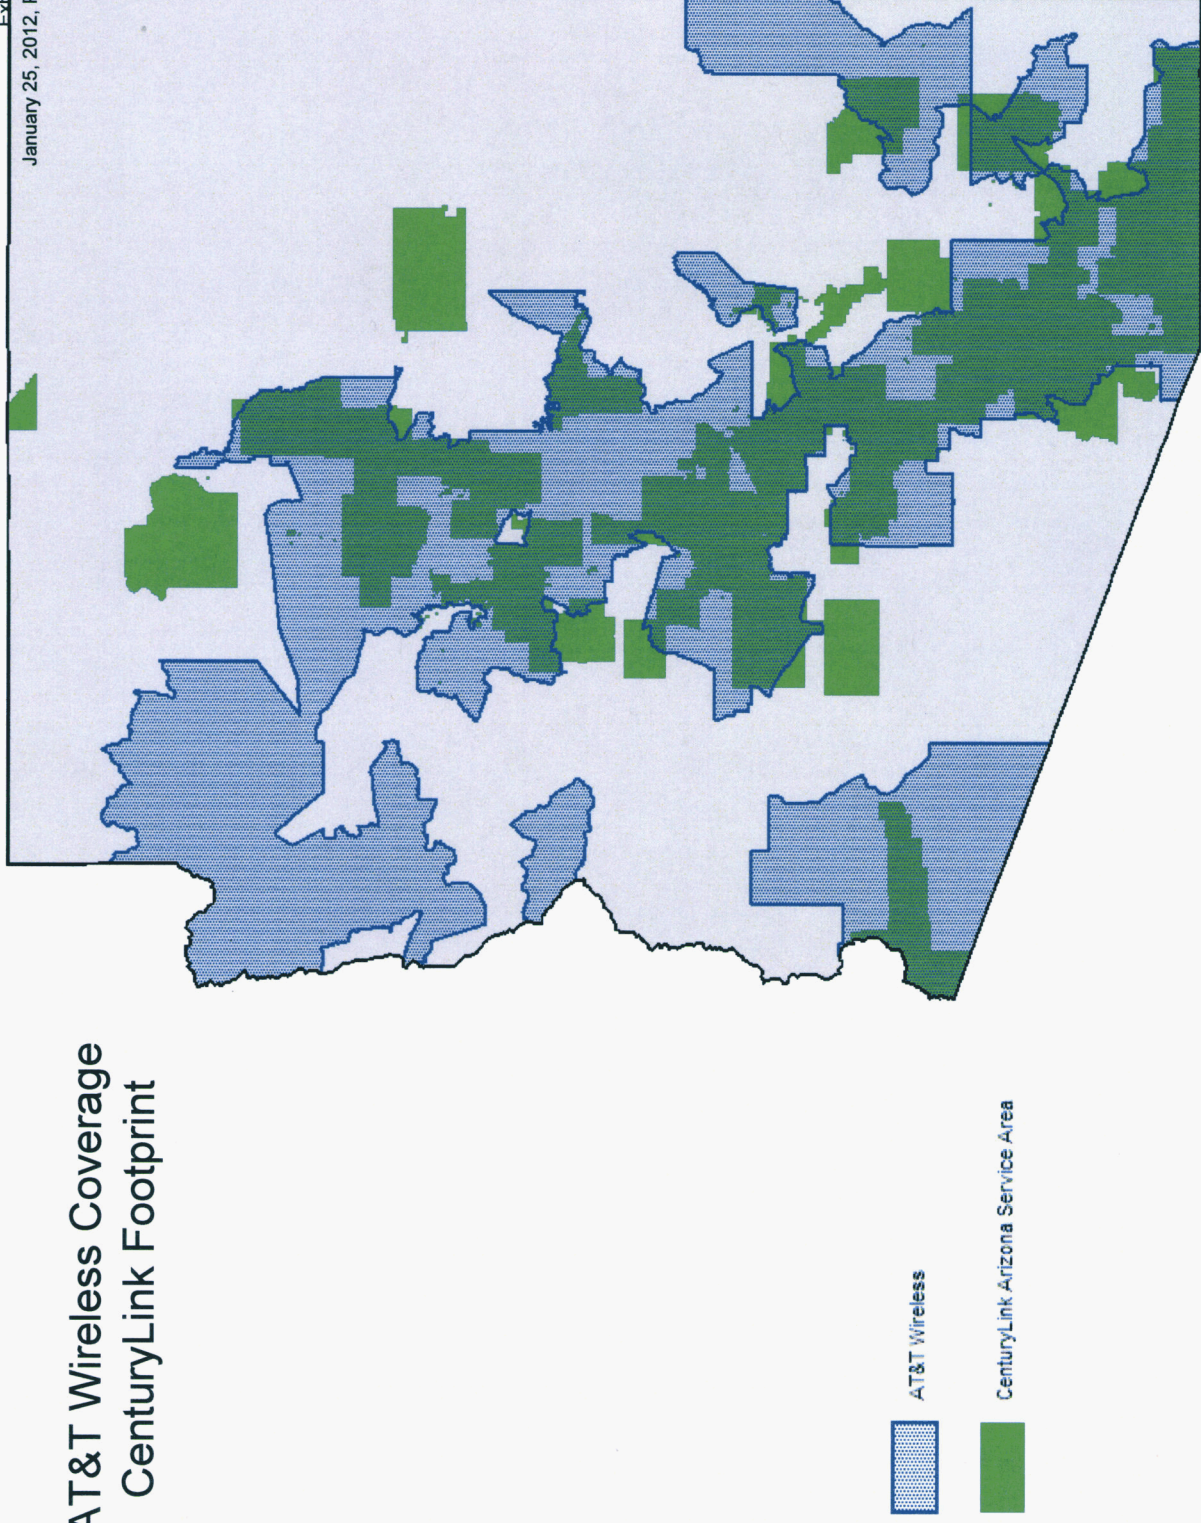 January 25, 2012,
AT&T Wireless Coverage
CenturyLink Footprint
AT&T Wireless
CenturyLink Arizona Service Area